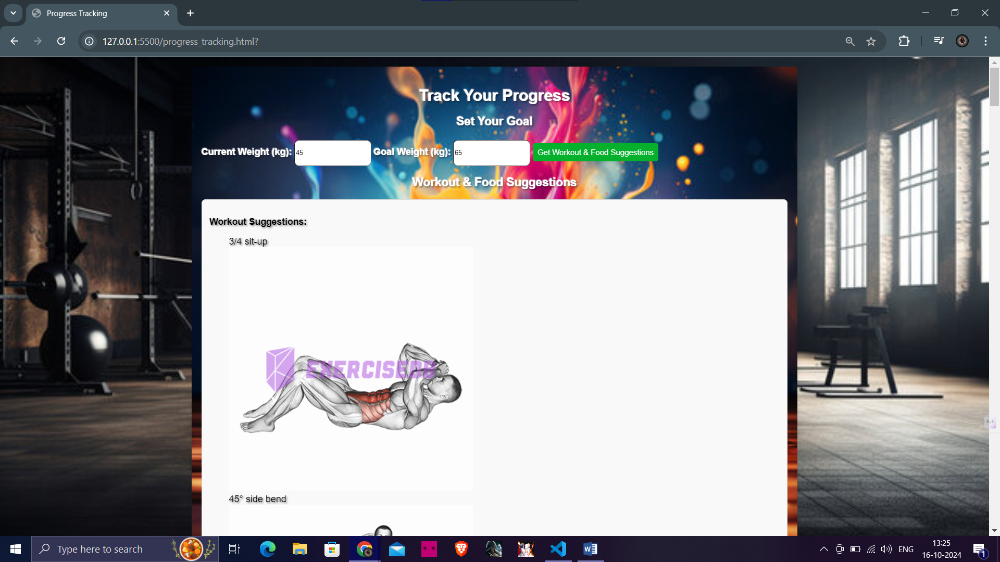 Progress Tracking
127.0.0.1:5500/progress_tracking.html?
Track Your Progress
Set Your Goal
Current Weight (kg): 45 Goal Weight (kg): 65 Get Workout & Food Suggestions
Workout & Food Suggestions
Workout Suggestions:
3/4 sit-up
EXERCISEDB
45° side bend
Type here to search
ENG
13:25
16-10-2024
1